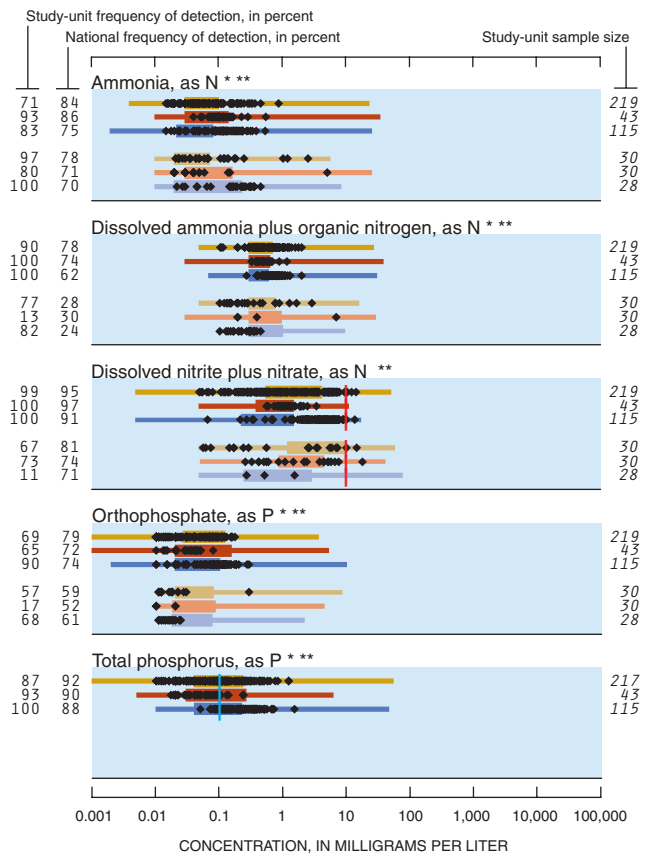 Study-unit frequency of detection, in percent
National frequency of detection, in percent
Study-unit sample size
Ammonia, as N * **
71 84 219
93 86 43
83 75 115
97 78 30
80 71 30
100 70 28
Dissolved ammonia plus organic nitrogen, as N * **
90 78 219
100 74 43
100 62 115
77 28 30
13 30 30
82 24 28
Dissolved nitrite plus nitrate, as N **
99 95 219
100 97 43
100 91 115
67 81 30
73 74 30
11 71 28
Orthophosphate, as P * **
69 79 219
65 72 43
90 74 115
57 59 30
17 52 30
68 61 28
Total phosphorus, as P * **
87 92 217
93 90 43
100 88 115
0.001 0.01 0.1 1 10 100 1,000 10,000 100,000
CONCENTRATION, IN MILLIGRAMS PER LITER